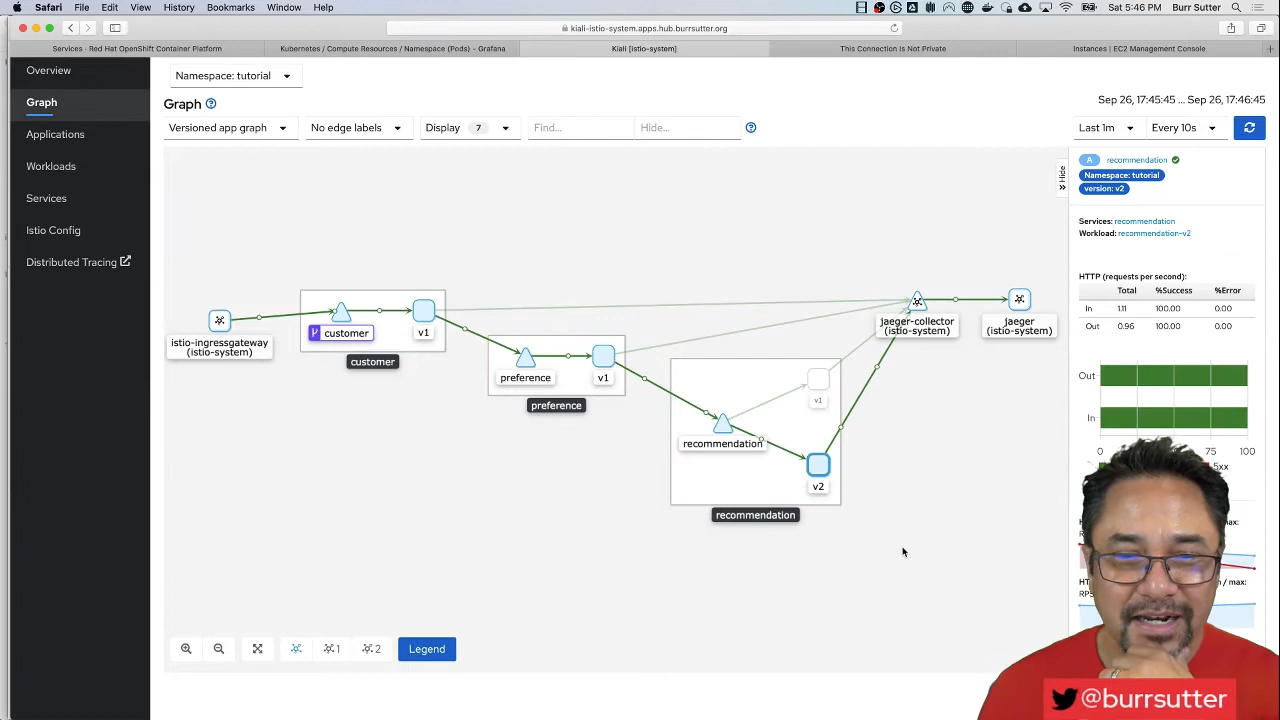 Safari File Edit View History Bookmarks Window Help
Sat 5:46 PM Burr Sutter
kiali-istio-system.apps.hub.burrsutter.org
Services · Red Hat OpenShift Container Platform
Kubernetes / Compute Resources / Namespace (Pods) - Grafana
Kiali [istio-system]
This Connection Is Not Private
Instances | EC2 Management Console
Overview
Graph
Applications
Workloads
Services
Istio Config
Distributed Tracing
Namespace: tutorial
Graph
Sep 26, 17:45:45 ... Sep 26, 17:46:45
Versioned app graph
No edge labels
Display 7
Find...
Hide...
Last 1m
Every 10s
Hide
istio-ingressgateway
(istio-system)
customer
v1
customer
preference
v1
preference
recommendation
v1
v2
recommendation
jaeger-collector
(istio-system)
jaeger
(istio-system)
A recommendation
Namespace: tutorial
version: v2
Services: recommendation
Workload: recommendation-v2
HTTP (requests per second):
Total %Success %Error
In 1.11 100.00 0.00
Out 0.96 100.00 0.00
Out
In
0 50 100
5xx
1
2
Legend
@burrsutter